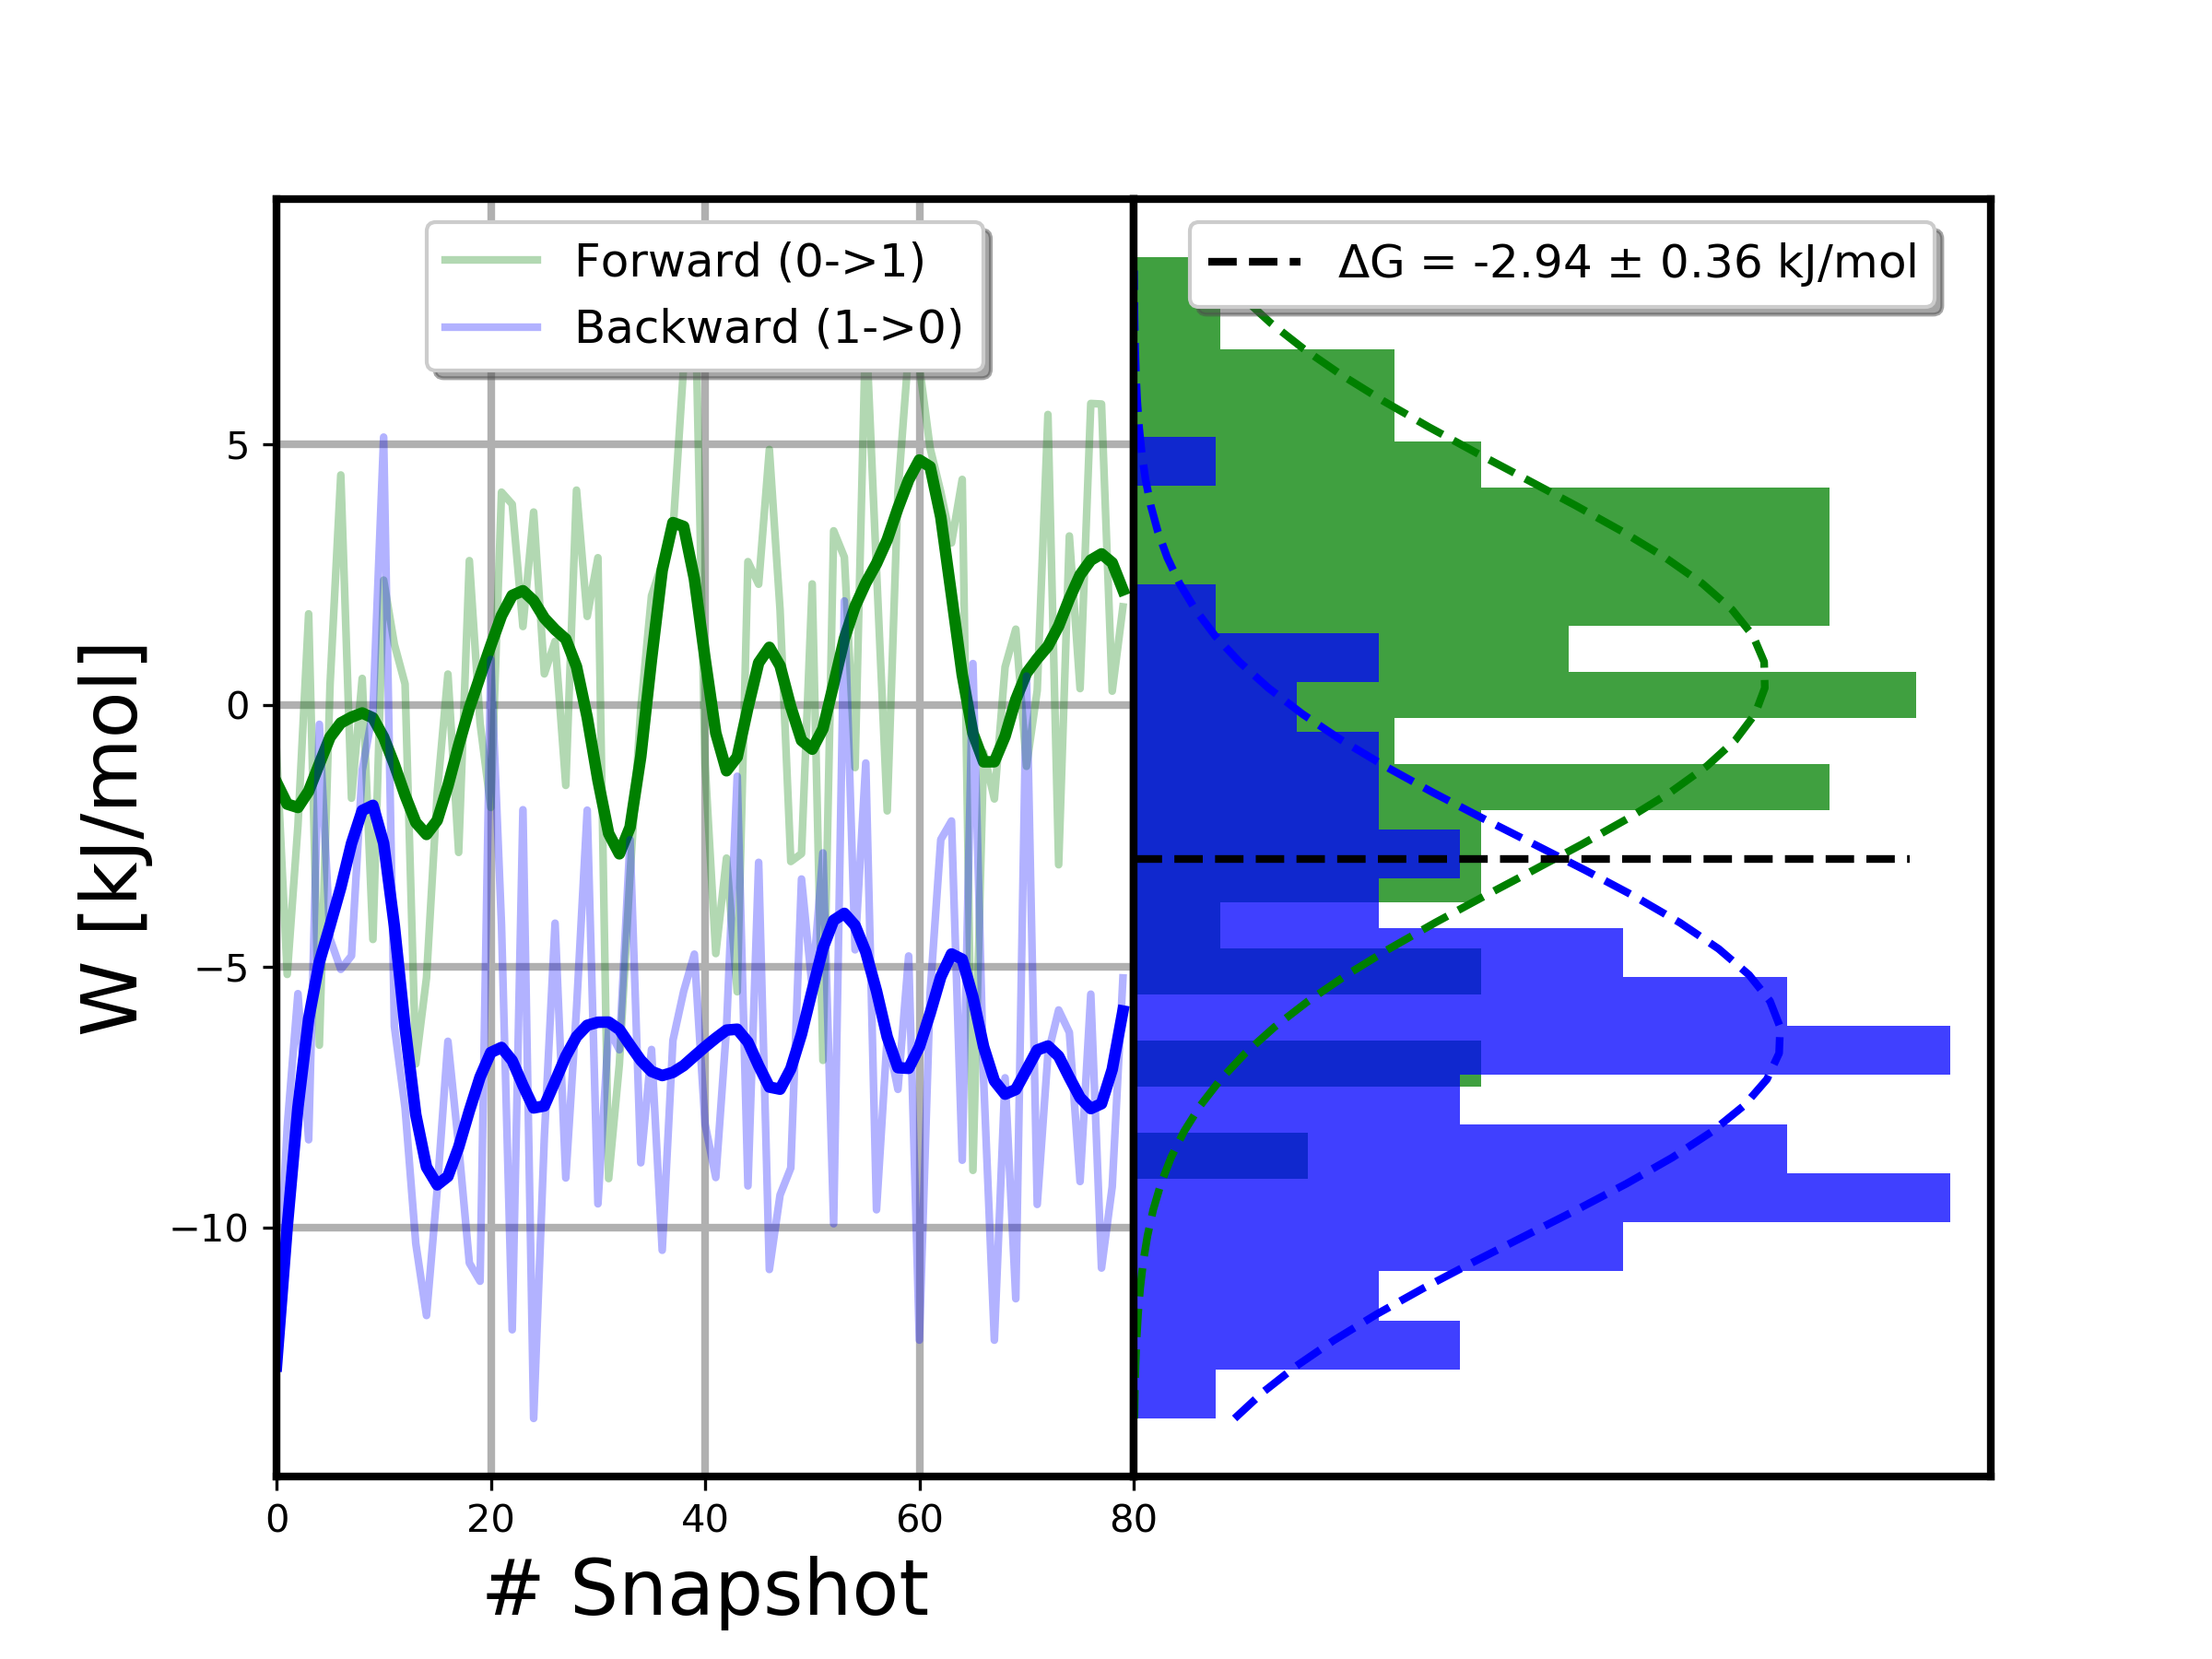 Forward (0->1)
Backward (1->0)
ΔG = -2.94 ± 0.36 kJ/mol
W [kJ/mol]
5
0
−5
−10
0 20 40 60 80
# Snapshot